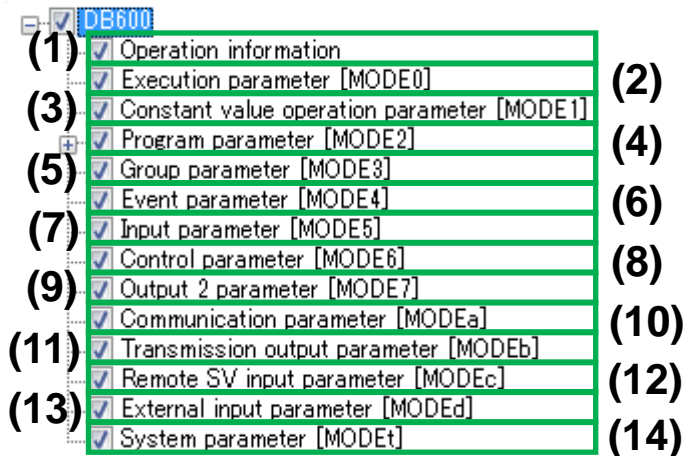 DB600
(1) Operation information
Execution parameter [MODE0] (2)
(3) Constant value operation parameter [MODE1]
Program parameter [MODE2] (4)
(5) Group parameter [MODE3]
Event parameter [MODE4] (6)
(7) Input parameter [MODE5]
Control parameter [MODE6] (8)
(9) Output 2 parameter [MODE7]
Communication parameter [MODEa] (10)
(11) Transmission output parameter [MODEb]
Remote SV input parameter [MODEc] (12)
(13) External input parameter [MODEd]
System parameter [MODEt] (14)